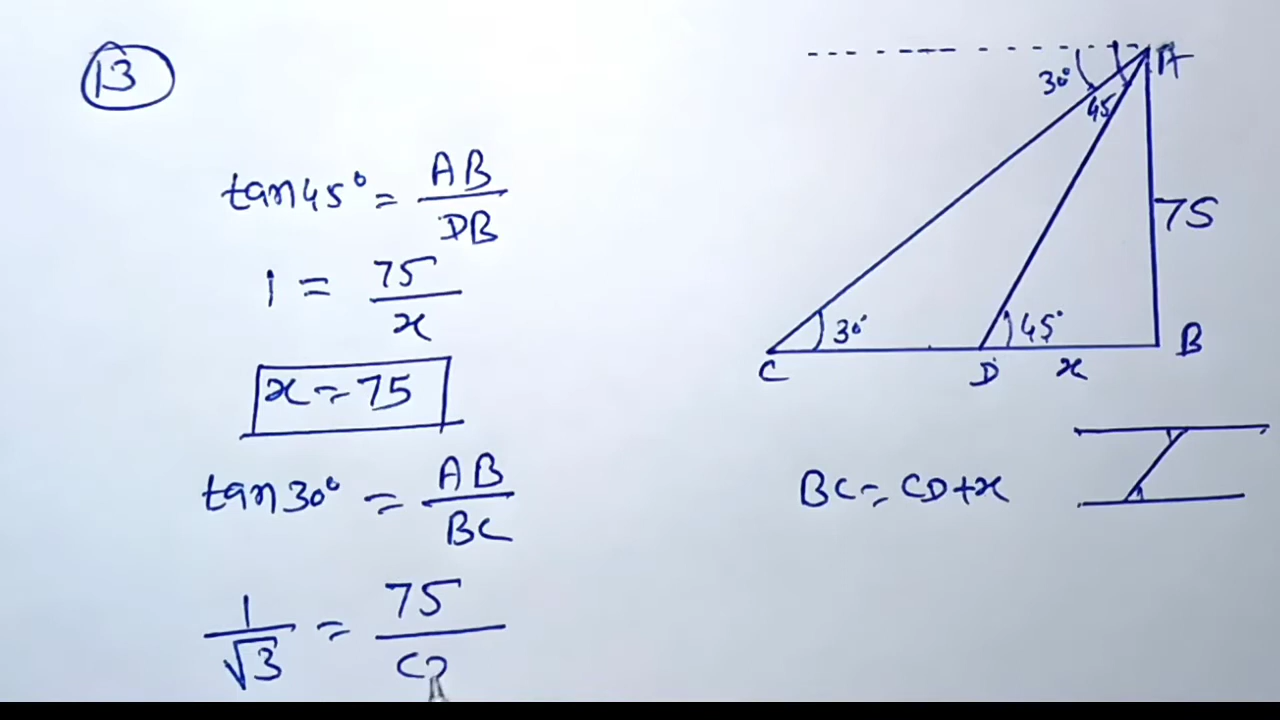 13
tan45° = AB/DB
1 = 75/x
x = 75
tan30° = AB/BC
1/√3 = 75/CD
A
30°
45
75
30°
45°
B
C
D
x
BC = CD+x